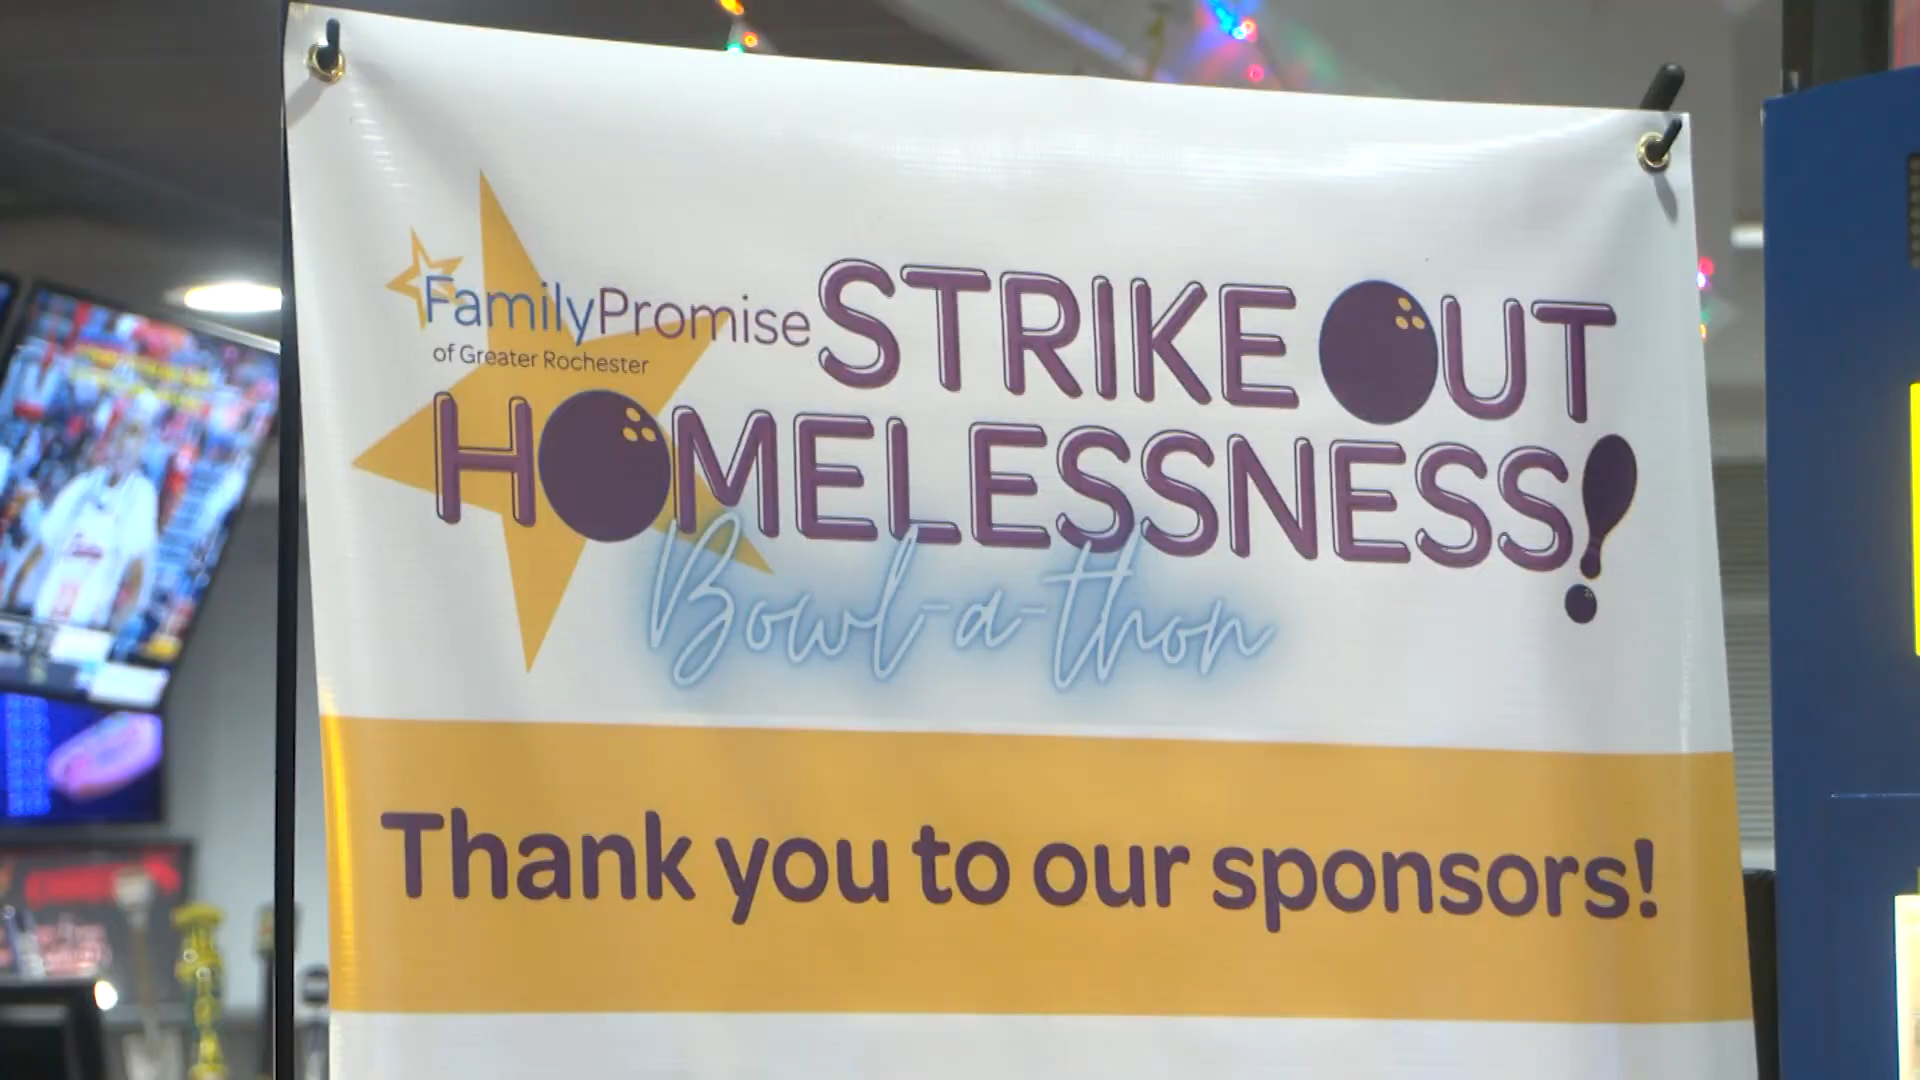 FamilyPromise
of Greater Rochester
STRIKE OUT
HOMELESSNESS!
Bowl-a-thon
Thank you to our sponsors!